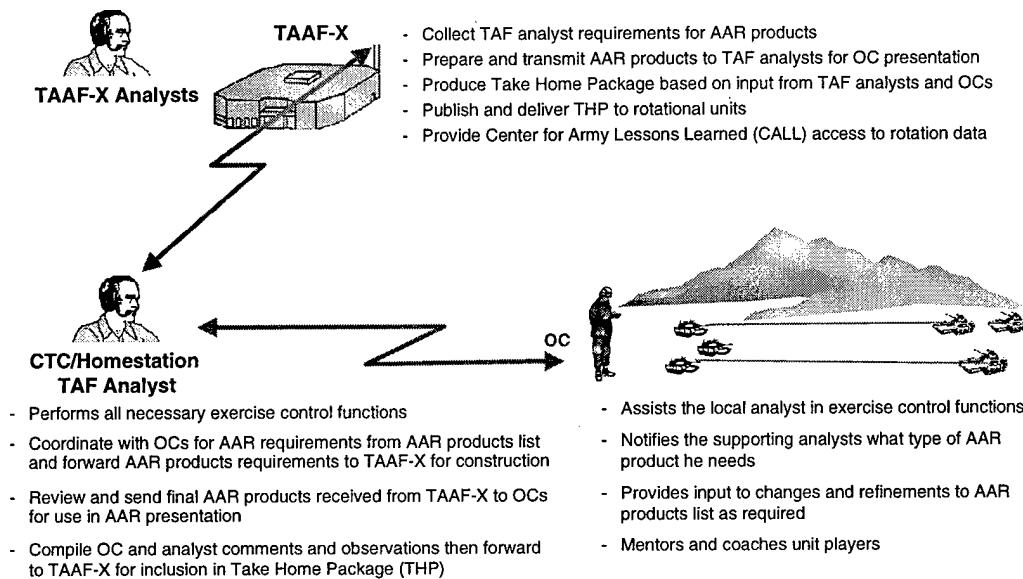 TAAF-X
TAAF-X Analysts
- Collect TAF analyst requirements for AAR products
- Prepare and transmit AAR products to TAF analysts for OC presentation
- Produce Take Home Package based on input from TAF analysts and OCs
- Publish and deliver THP to rotational units
- Provide Center for Army Lessons Learned (CALL) access to rotation data
OC
CTC/Homestation
TAF Analyst
- Performs all necessary exercise control functions
- Coordinate with OCs for AAR requirements from AAR products list
and forward AAR products requirements to TAAF-X for construction
- Review and send final AAR products received from TAAF-X to OCs
for use in AAR presentation
- Compile OC and analyst comments and observations then forward
to TAAF-X for inclusion in Take Home Package (THP)
- Assists the local analyst in exercise control functions
- Notifies the supporting analysts what type of AAR
product he needs
- Provides input to changes and refinements to AAR
products list as required
- Mentors and coaches unit players